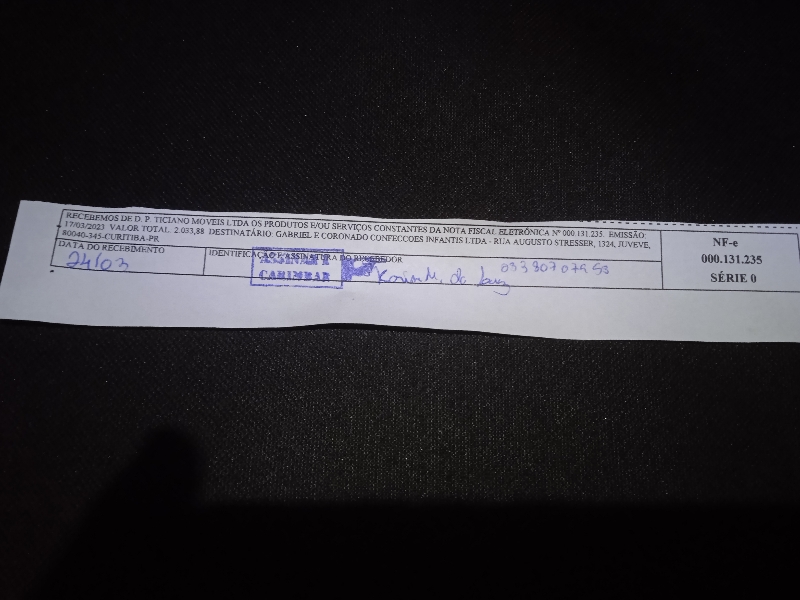 RECEBEMOS DE D. P. TICIANO MOVEIS LTDA OS PRODUTOS E/OU SERVIÇOS CONSTANTES DA NOTA FISCAL ELETRÔNICA Nº 000.131.235. EMISSÃO:
17/03/2023 VALOR TOTAL: 2.033,88 DESTINATÁRIO: GABRIEL E CORONADO CONFECCOES INFANTIS LTDA - RUA AUGUSTO STRESSER, 1324, JUVEVE,
80040-345-CURITIBA-PR
DATA DO RECEBIMENTO
24/03
IDENTIFICAÇÃO E ASSINATURA DO RECEBEDOR
ASSINAR E
CARIMBAR
M. da
NF-e
000.131.235
SÉRIE 0